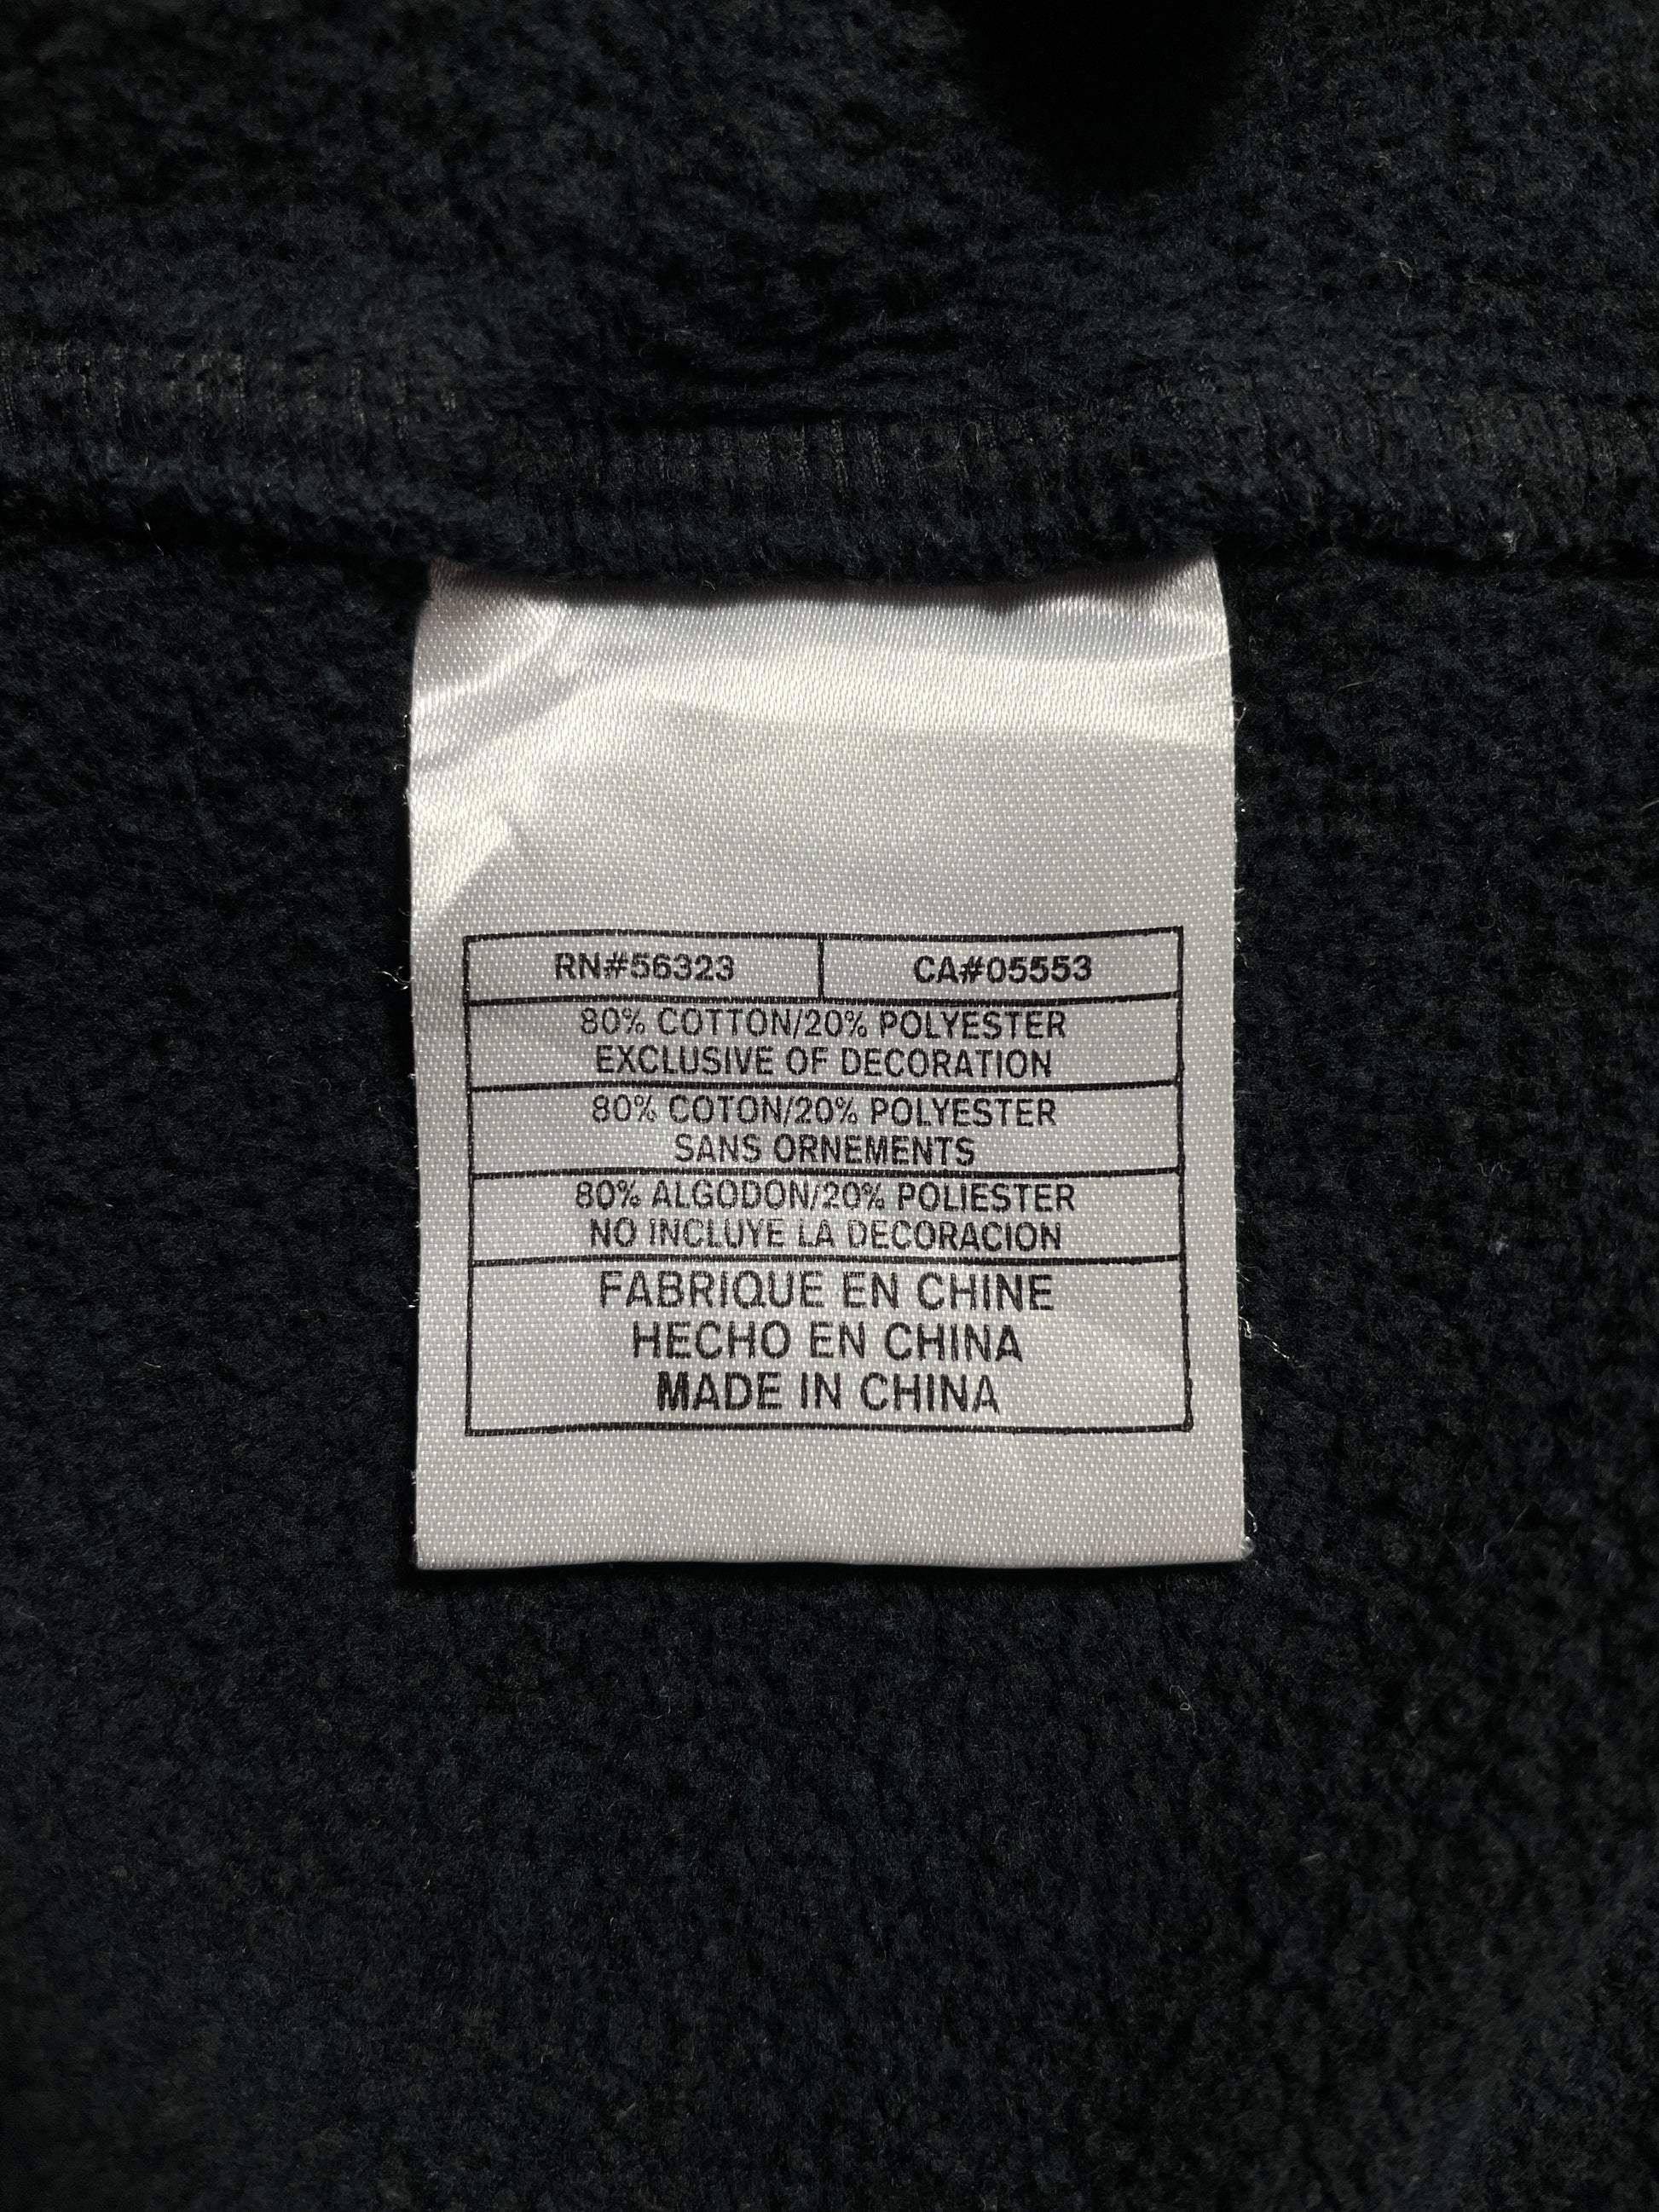 RN#56323 CA#05553
80% COTTON/20% POLYESTER
EXCLUSIVE OF DECORATION
80% COTON/20% POLYESTER
SANS ORNEMENTS
80% ALGODON/20% POLIESTER
NO INCLUYE LA DECORACION
FABRIQUE EN CHINE
HECHO EN CHINA
MADE IN CHINA